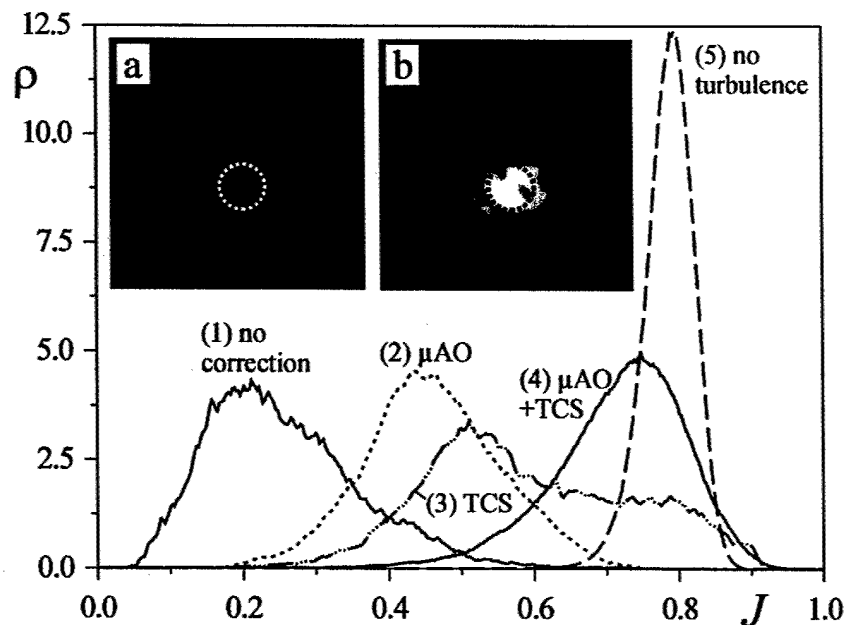 12.5
ρ
a
b
(5) no
turbulence
10.0
7.5
5.0
(1) no
correction
(2) μAO
(4) μAO
+TCS
2.5
(3) TCS
0.0
0.0 0.2 0.4 0.6 0.8 J 1.0